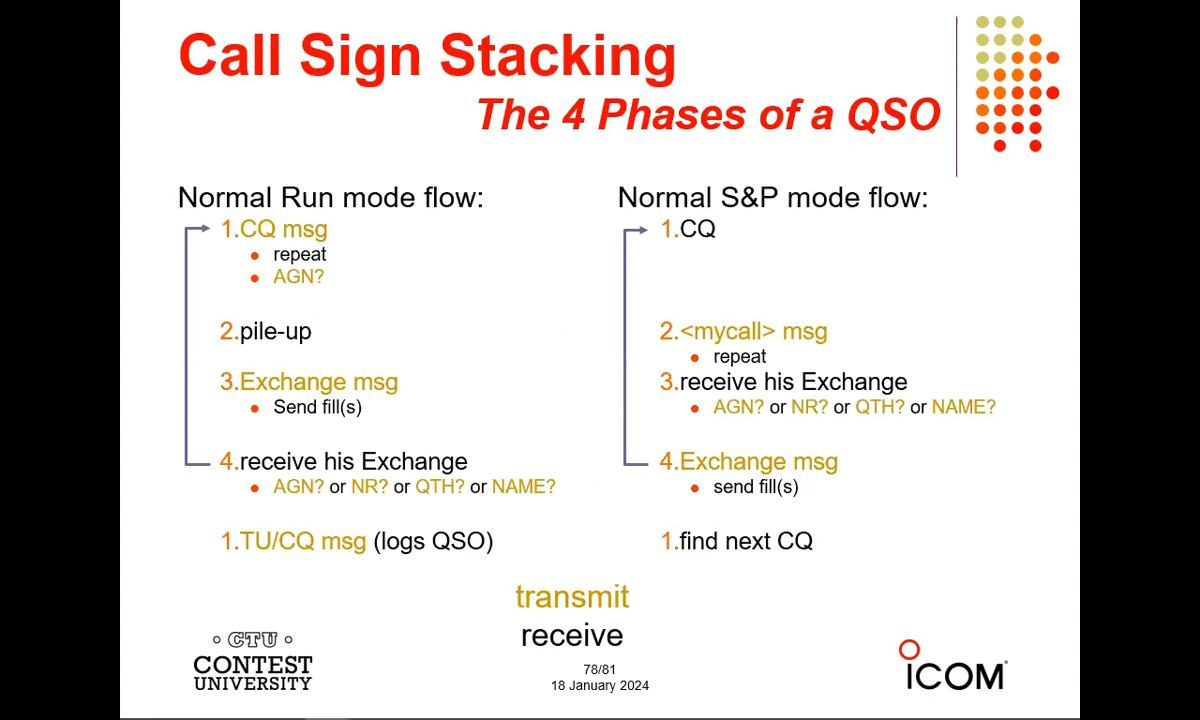 Call Sign Stacking
The 4 Phases of a QSO
Normal Run mode flow:
1.CQ msg
repeat
AGN?
2.pile-up
3.Exchange msg
Send fill(s)
4.receive his Exchange
AGN? or NR? or QTH? or NAME?
1.TU/CQ msg (logs QSO)
Normal S&P mode flow:
1.CQ
2.<mycall> msg
repeat
3.receive his Exchange
AGN? or NR? or QTH? or NAME?
4.Exchange msg
send fill(s)
1.find next CQ
transmit
receive
CTU
CONTEST
UNIVERSITY
78/81
18 January 2024
ICOM